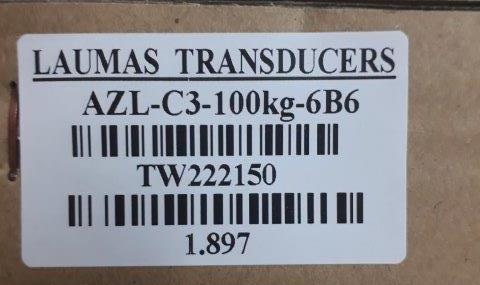 LAUMAS TRANSDUCERS
AZL-C3-100kg-6B6
TW222150
1.897